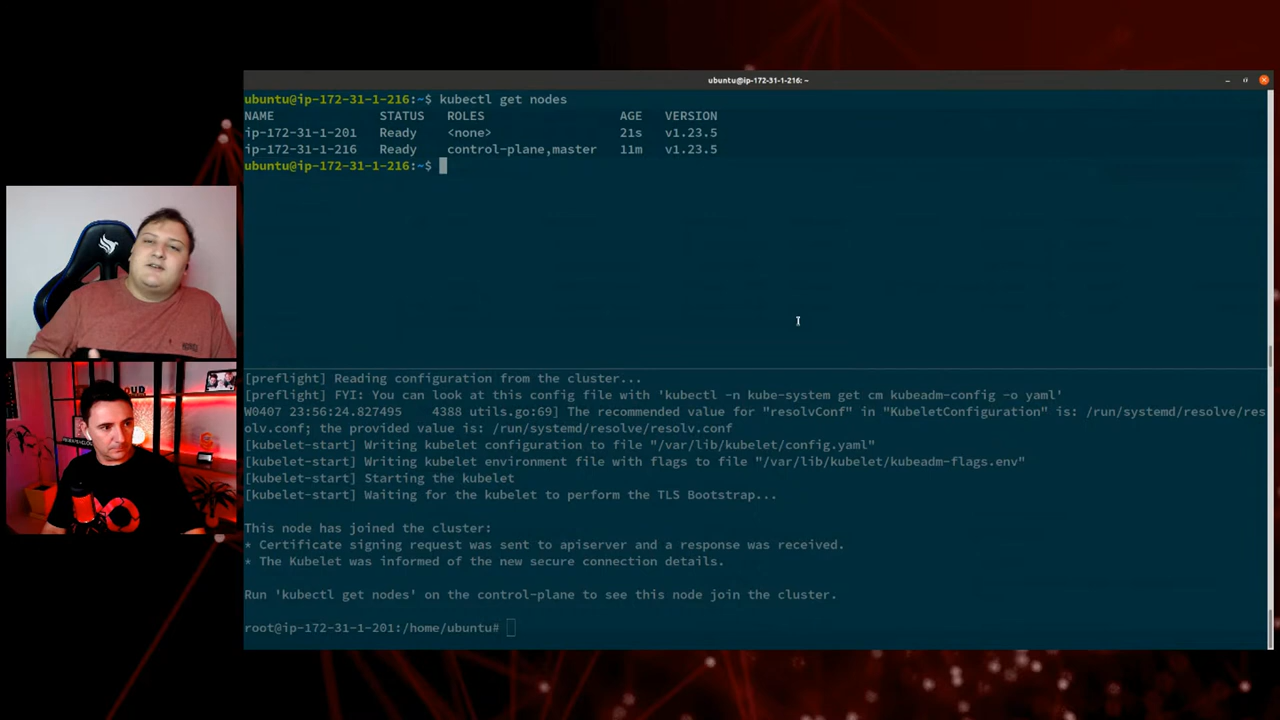 ubuntu@ip-172-31-1-216: ~
ubuntu@ip-172-31-1-216:~$ kubectl get nodes
NAME STATUS ROLES AGE VERSION
ip-172-31-1-201 Ready <none> 21s v1.23.5
ip-172-31-1-216 Ready control-plane,master 11m v1.23.5
ubuntu@ip-172-31-1-216:~$
[preflight] Reading configuration from the cluster...
[preflight] FYI: You can look at this config file with 'kubectl -n kube-system get cm kubeadm-config -o yaml'
W0407 23:56:24.827495 4388 utils.go:69] The recommended value for "resolvConf" in "KubeletConfiguration" is: /run/systemd/resolve/res
olv.conf; the provided value is: /run/systemd/resolve/resolv.conf
[kubelet-start] Writing kubelet configuration to file "/var/lib/kubelet/config.yaml"
[kubelet-start] Writing kubelet environment file with flags to file "/var/lib/kubelet/kubeadm-flags.env"
[kubelet-start] Starting the kubelet
[kubelet-start] Waiting for the kubelet to perform the TLS Bootstrap...
This node has joined the cluster:
* Certificate signing request was sent to apiserver and a response was received.
* The Kubelet was informed of the new secure connection details.
Run 'kubectl get nodes' on the control-plane to see this node join the cluster.
root@ip-172-31-1-201:/home/ubuntu#